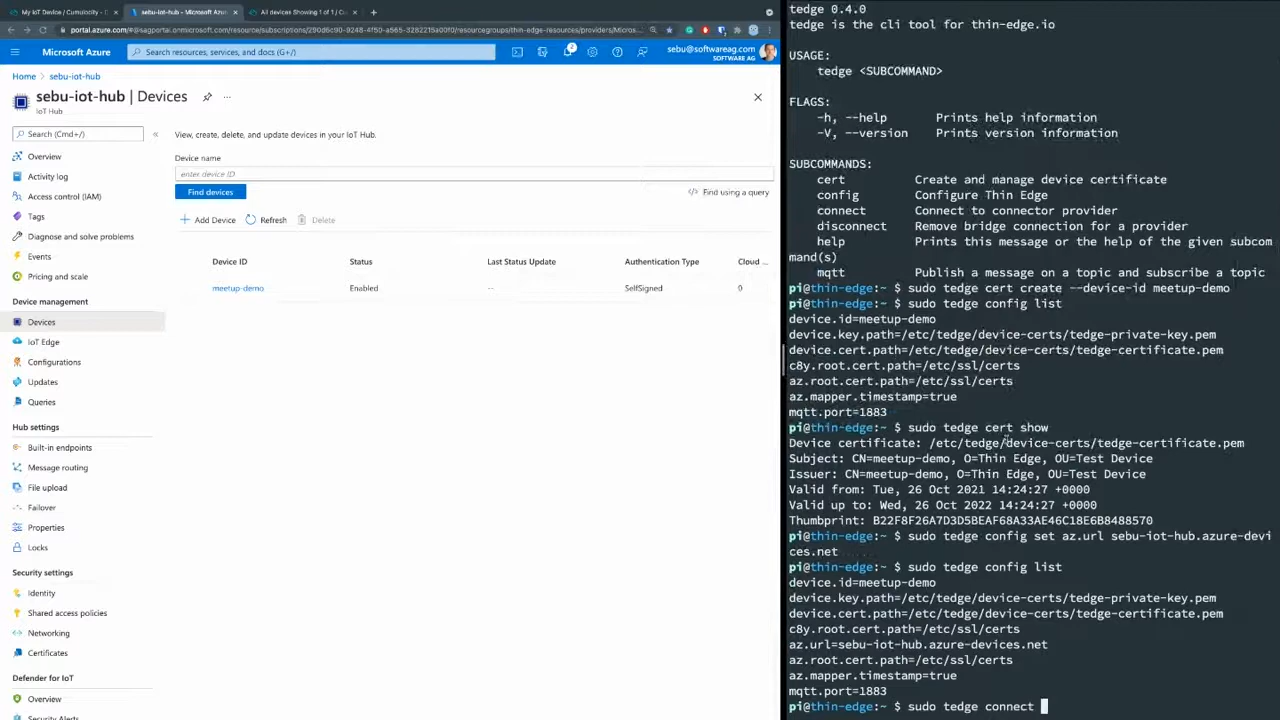 My IoT Device / Cumulocity
sebu-iot-hub - Microsoft Azure
All devices Showing 1 of 1
portal.azure.com/#@sagportal.onmicrosoft.com/resource/subscriptions/
Microsoft Azure
Search resources, services, and docs (G+/)
2
sebu@softwareag.com
SOFTWARE AG
Home > sebu-iot-hub
sebu-iot-hub | Devices
IoT Hub
Search (Cmd+/)
Overview
Activity log
Access control (IAM)
Tags
Diagnose and solve problems
Events
Pricing and scale
Device management
Devices
IoT Edge
Configurations
Updates
Queries
Hub settings
Built-in endpoints
Message routing
File upload
Failover
Properties
Locks
Security settings
Identity
Shared access policies
Networking
Certificates
Defender for IoT
Overview
Security Alerts
View, create, delete, and update devices in your IoT Hub.
Device name
enter device ID
Find devices
Find using a query
Add Device Refresh Delete
Device ID Status Last Status Update Authentication Type Cloud ...
meetup-demo Enabled -- SelfSigned 0
tedge 0.4.0
tedge is the cli tool for thin-edge.io
USAGE:
tedge <SUBCOMMAND>
FLAGS:
-h, --help Prints help information
-V, --version Prints version information
SUBCOMMANDS:
cert Create and manage device certificate
config Configure Thin Edge
connect Connect to connector provider
disconnect Remove bridge connection for a provider
help Prints this message or the help of the given subcom
mand(s)
mqtt Publish a message on a topic and subscribe a topic
pi@thin-edge:~ $ sudo tedge cert create --device-id meetup-demo
pi@thin-edge:~ $ sudo tedge config list
device.id=meetup-demo
device.key.path=/etc/tedge/device-certs/tedge-private-key.pem
device.cert.path=/etc/tedge/device-certs/tedge-certificate.pem
c8y.root.cert.path=/etc/ssl/certs
az.root.cert.path=/etc/ssl/certs
az.mapper.timestamp=true
mqtt.port=1883
pi@thin-edge:~ $ sudo tedge cert show
Device certificate: /etc/tedge/device-certs/tedge-certificate.pem
Subject: CN=meetup-demo, O=Thin Edge, OU=Test Device
Issuer: CN=meetup-demo, O=Thin Edge, OU=Test Device
Valid from: Tue, 26 Oct 2021 14:24:27 +0000
Valid up to: Wed, 26 Oct 2022 14:24:27 +0000
Thumbprint: B22F8F26A7D3D5BEAF68A33AE46C18E6B8488570
pi@thin-edge:~ $ sudo tedge config set az.url sebu-iot-hub.azure-devi
ces.net
pi@thin-edge:~ $ sudo tedge config list
device.id=meetup-demo
device.key.path=/etc/tedge/device-certs/tedge-private-key.pem
device.cert.path=/etc/tedge/device-certs/tedge-certificate.pem
c8y.root.cert.path=/etc/ssl/certs
az.url=sebu-iot-hub.azure-devices.net
az.root.cert.path=/etc/ssl/certs
az.mapper.timestamp=true
mqtt.port=1883
pi@thin-edge:~ $ sudo tedge connect